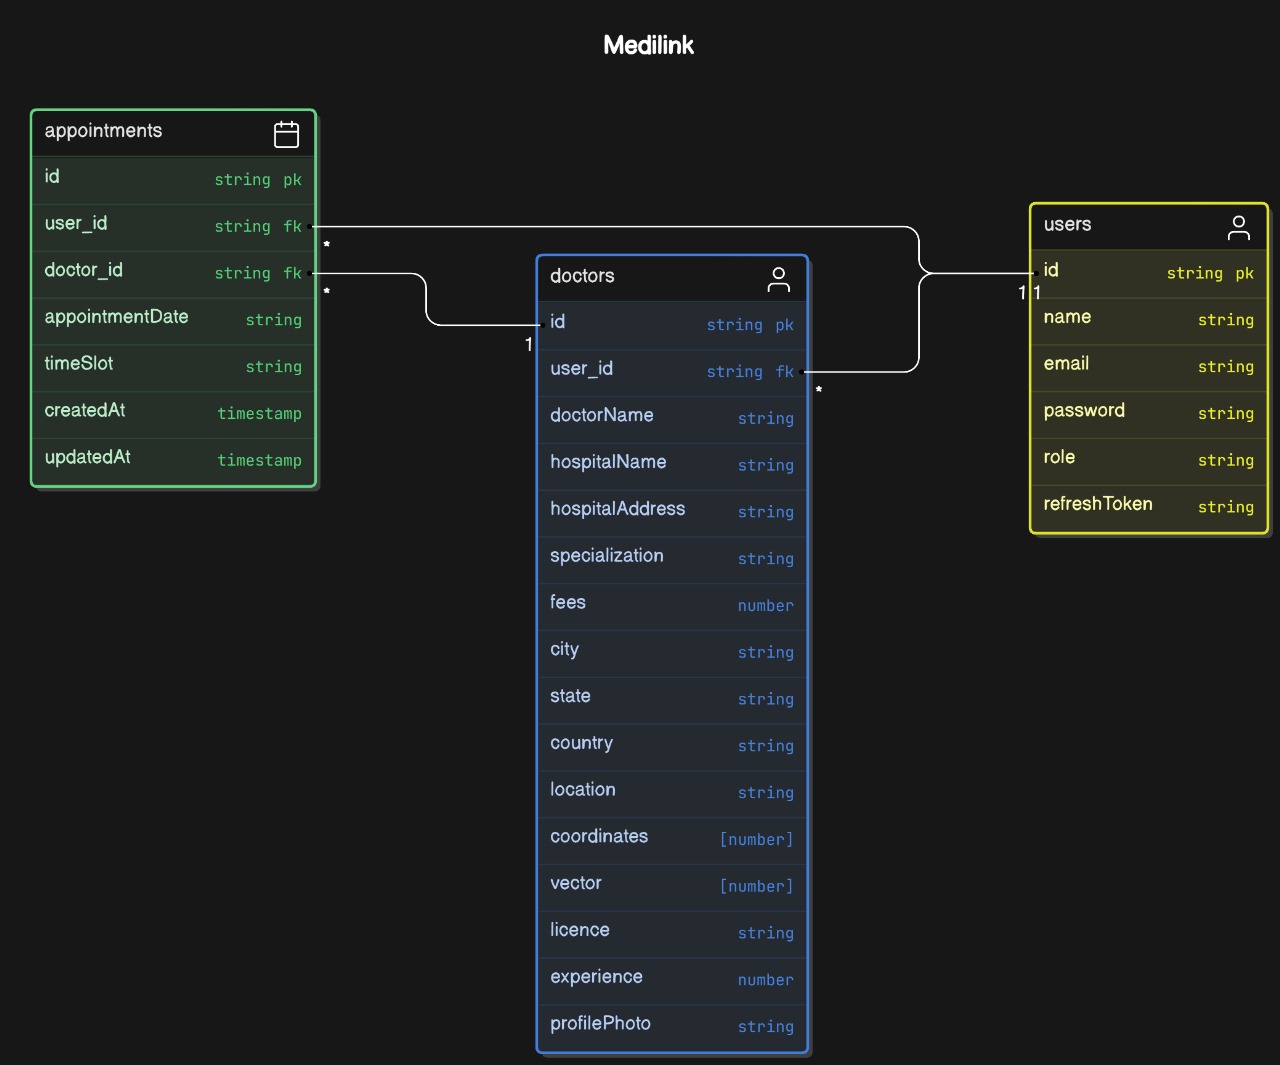 Medilink
appointments
id string pk
user_id string fk
*
doctor_id string fk
*
appointmentDate string
timeSlot string
createdAt timestamp
updatedAt timestamp
doctors
id string pk
1
user_id string fk
*
doctorName string
hospitalName string
hospitalAddress string
specialization string
fees number
city string
state string
country string
location string
coordinates [number]
vector [number]
licence string
experience number
profilePhoto string
users
id string pk
1 1
name string
email string
password string
role string
refreshToken string